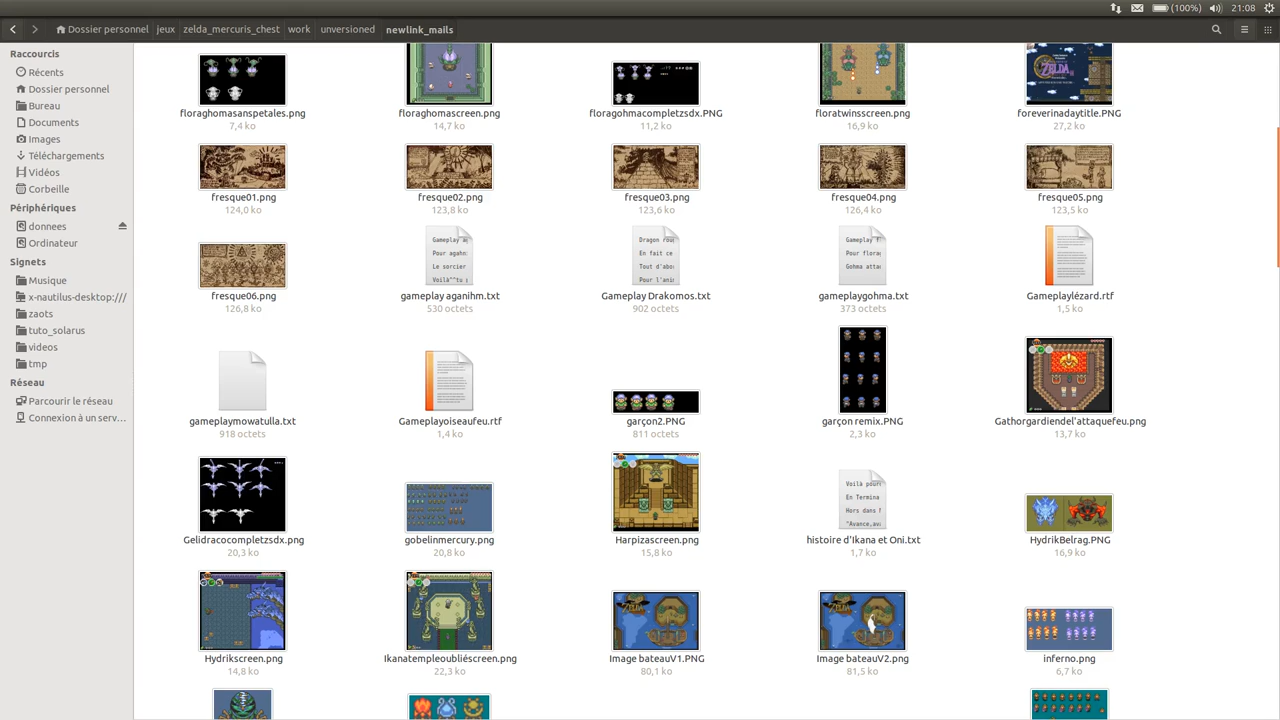 (100%) 21:08
Dossier personnel jeux zelda_mercuris_chest work unversioned newlink_mails
Raccourcis
Récents
Dossier personnel
Bureau
Documents
Images
Téléchargements
Vidéos
Corbeille
Périphériques
donnees
Ordinateur
Signets
Musique
x-nautilus-desktop:///
zaots
tuto_solarus
videos
tmp
Réseau
Parcourir le réseau
Connexion à un serv…
floraghomasanspetales.png floraghomascreen.png floragohmacompletzsdx.PNG floratwinsscreen.png foreverinadaytitle.PNG
7,4 ko 14,7 ko 11,2 ko 16,9 ko 27,2 ko
fresque01.png fresque02.png fresque03.png fresque04.png fresque05.png
124,0 ko 123,8 ko 123,6 ko 126,4 ko 123,5 ko
fresque06.png gameplay aganihm.txt Gameplay Drakomos.txt gameplaygohma.txt Gameplaylézard.rtf
126,8 ko 530 octets 902 octets 373 octets 1,5 ko
gameplaymowatulla.txt Gameplayoiseaufeu.rtf garçon2.PNG garçon remix.PNG Gathorgardiendel'attaquefeu.png
918 octets 1,4 ko 811 octets 2,3 ko 13,7 ko
Gelidracocompletzsdx.png gobelinmercury.png Harpizascreen.png histoire d'Ikana et Oni.txt HydrikBelrag.PNG
20,3 ko 20,8 ko 15,8 ko 1,7 ko 16,9 ko
Hydrikscreen.png Ikanatempleoubliéscreen.png Image bateauV1.PNG Image bateauV2.png inferno.png
14,8 ko 22,3 ko 80,1 ko 81,5 ko 6,7 ko